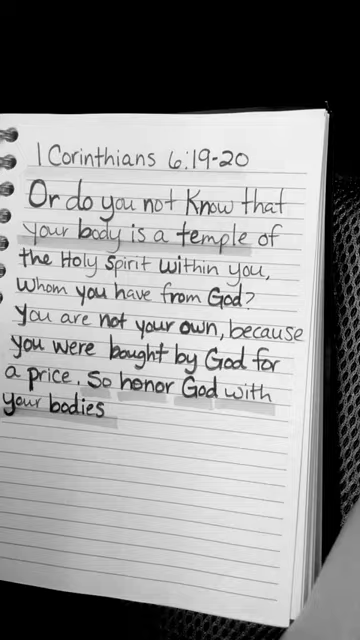 1 Corinthians 6:19-20
Or do you not know that
your body is a temple of
the Holy Spirit within you,
whom you have from God?
You are not your own, because
you were bought by God for
a price. So honor God with
your bodies